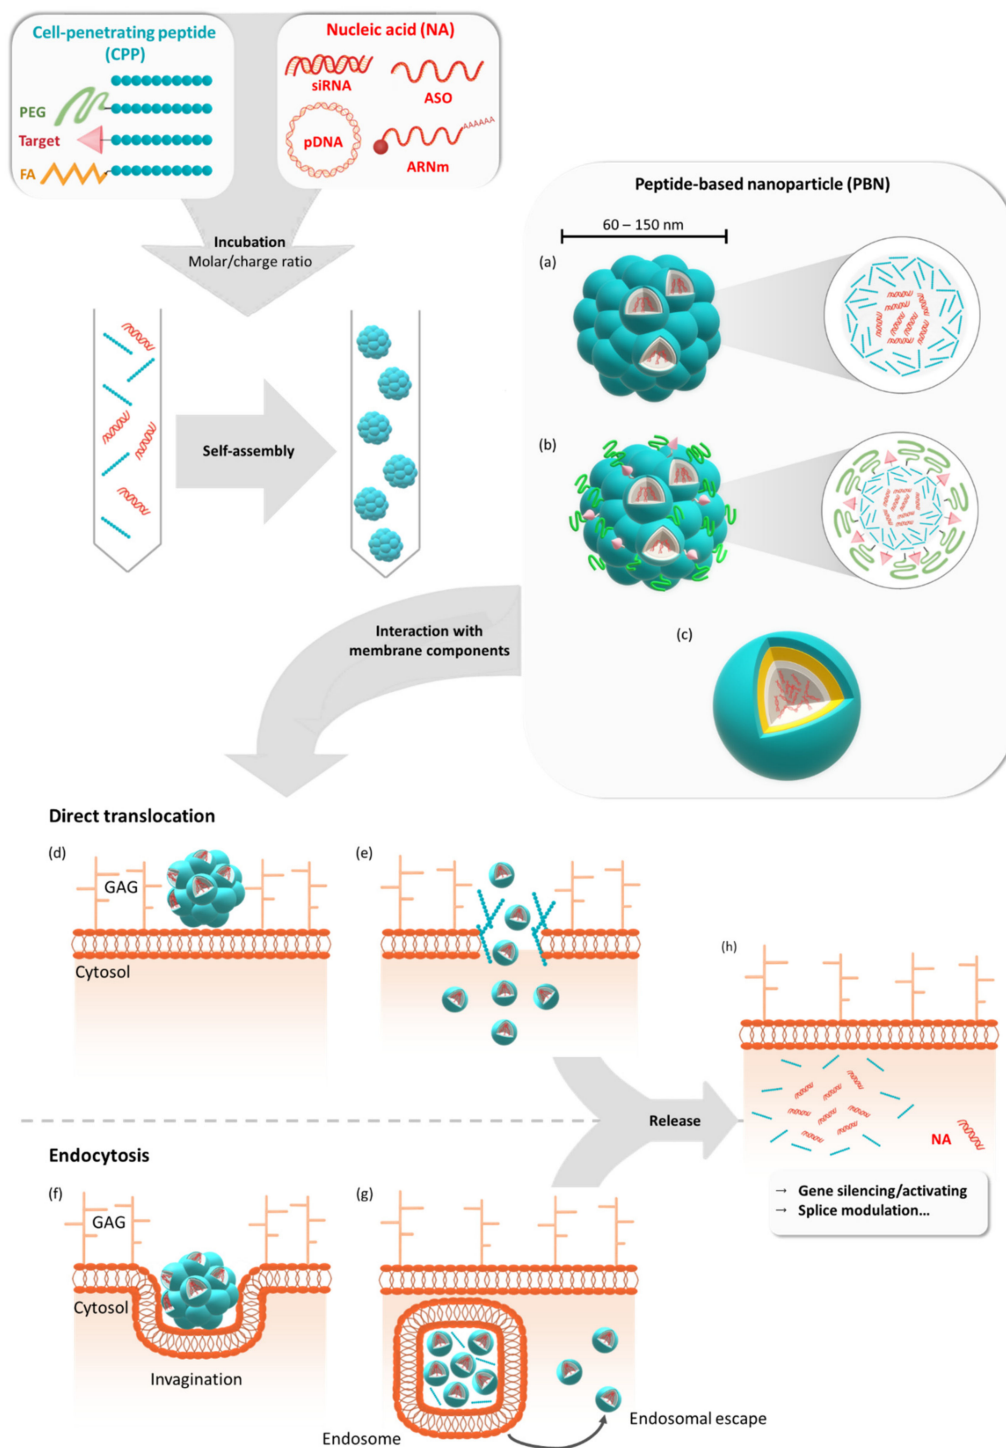 Cell-penetrating peptide
(CPP)
PEG
Target
FA
Nucleic acid (NA)
siRNA
ASO
pDNA
AAAAAA
ARNm
Incubation
Molar/charge ratio
Self-assembly
Peptide-based nanoparticle (PBN)
60 – 150 nm
(a)
(b)
(c)
Interaction with
membrane components
Direct translocation
(d)
GAG
Cytosol
(e)
(h)
NA
Release
→ Gene silencing/activating
→ Splice modulation…
Endocytosis
(f)
GAG
Cytosol
Invagination
(g)
Endosome
Endosomal escape